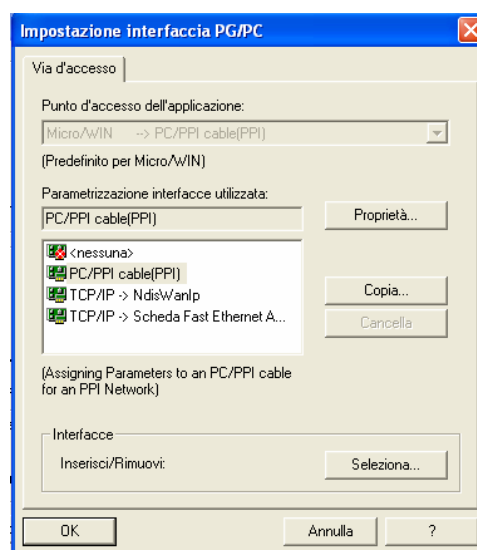 Impostazione interfaccia PG/PC
Via d'accesso
Punto d'accesso dell'applicazione:
Micro/WIN --> PC/PPI cable(PPI)
(Predefinito per Micro/WIN)
Parametrizzazione interfacce utilizzata:
PC/PPI cable(PPI)
Proprietà...
<nessuna>
PC/PPI cable(PPI)
TCP/IP -> NdisWanIp
TCP/IP -> Scheda Fast Ethernet A...
Copia...
Cancella
(Assigning Parameters to an PC/PPI cable
for an PPI Network)
Interfacce
Inserisci/Rimuovi:
Seleziona...
OK
Annulla
?